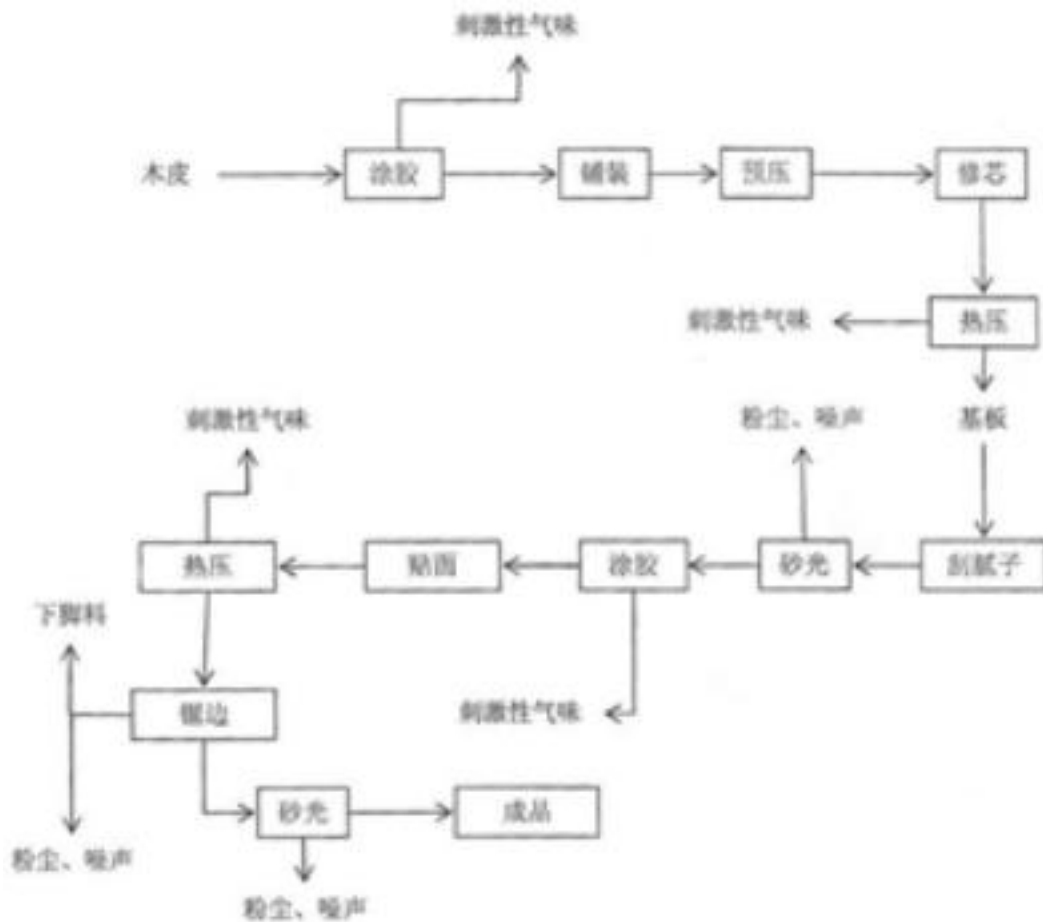 刺激性气味
木皮
涂胶
铺装
预压
修芯
刺激性气味
热压
刺激性气味
粉尘、噪声
基板
热压
贴面
涂胶
砂光
刮腻子
下脚料
锯边
刺激性气味
砂光
成品
粉尘、噪声
粉尘、噪声